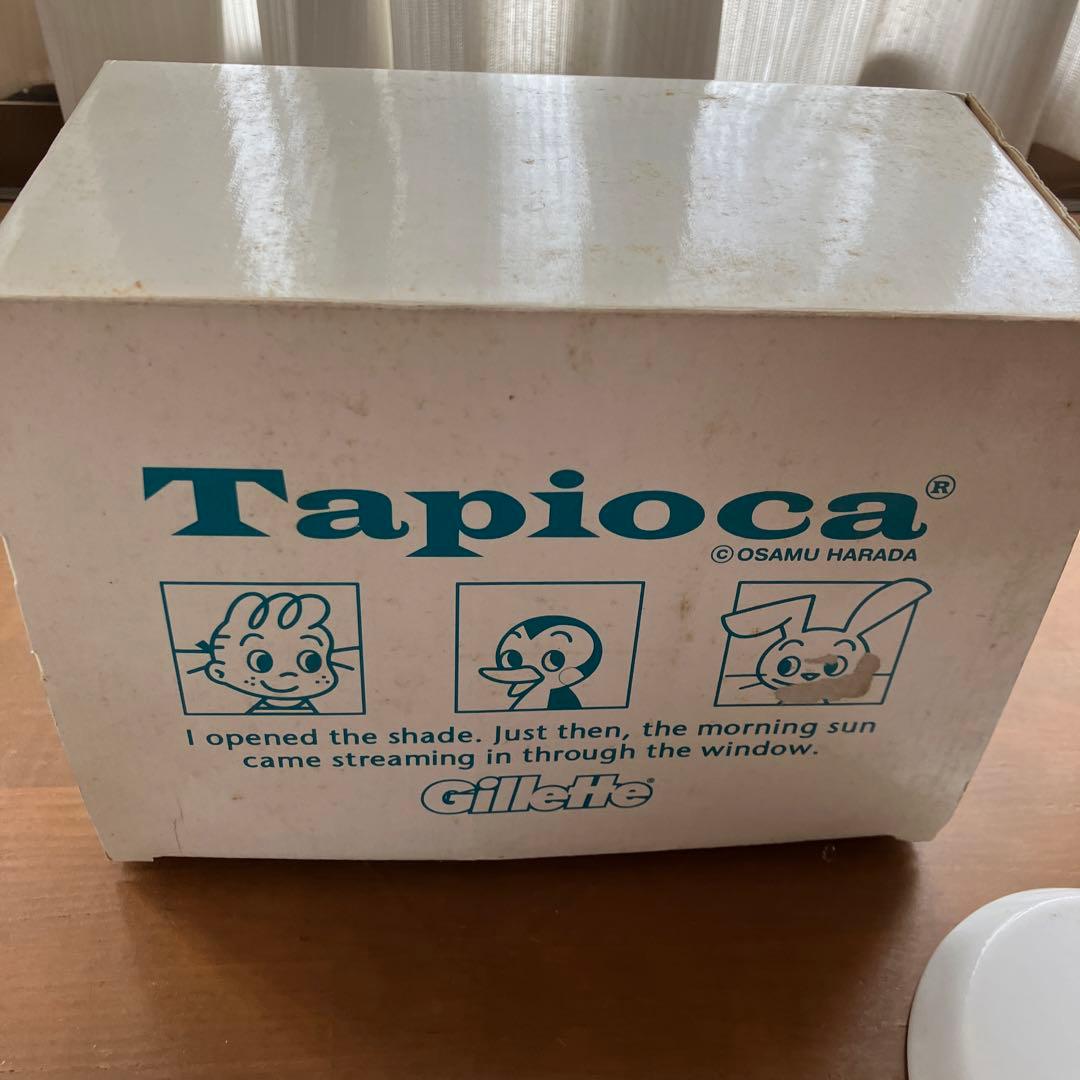 Tapioca®
©OSAMU HARADA
I opened the shade. Just then, the morning sun
came streaming in through the window.
Gillette®